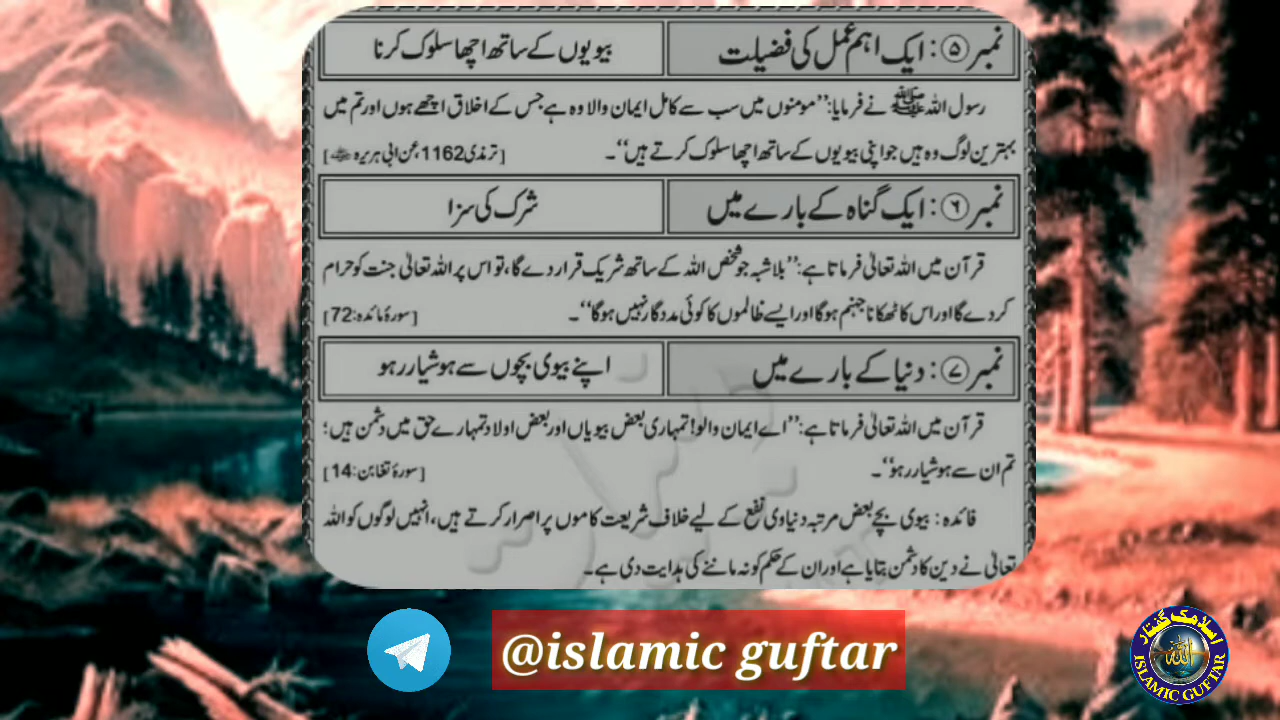 نمبر ⑤: ایک اہم عمل کی فضیلت
بیویوں کے ساتھ اچھا سلوک کرنا
رسول اللہ ﷺ نے فرمایا: ’’مومنوں میں سب سے کامل ایمان والا وہ ہے جس کے اخلاق اچھے ہوں اور تم میں
بہترین لوگ وہ ہیں جو اپنی بیویوں کے ساتھ اچھا سلوک کرتے ہیں‘‘۔ [ترمذی 1162، عن ابی ہریرہ ؓ]
نمبر ⑥: ایک گناہ کے بارے میں
شرک کی سزا
قرآن میں اللہ تعالیٰ فرماتا ہے: ’’بلاشبہ جو شخص اللہ کے ساتھ شریک قرار دے گا، تو اس پر اللہ تعالیٰ جنت کو حرام
کر دے گا اور اس کا ٹھکانا جہنم ہوگا اور ایسے ظالموں کا کوئی مددگار نہیں ہوگا‘‘۔ [سورۂ مائدہ: 72]
نمبر ⑦: دنیا کے بارے میں
اپنے بیوی بچوں سے ہوشیار رہو
قرآن میں اللہ تعالیٰ فرماتا ہے: ’’اے ایمان والو! تمہاری بعض بیویاں اور بعض اولاد تمہارے حق میں دشمن ہیں؛
تم ان سے ہوشیار رہو‘‘۔ [سورۂ تغابن: 14]
فائدہ: بیوی بچے بعض مرتبہ دنیاوی نفع کے لیے خلاف شریعت کاموں پر اصرار کرتے ہیں، انہیں لوگوں کو اللہ
تعالیٰ نے دین کا دشمن بتایا ہے اور ان کے حکم کو نہ ماننے کی ہدایت دی ہے۔
@islamic guftar
اسلامک گفتار
اللہ
ISLAMIC GUFTAR